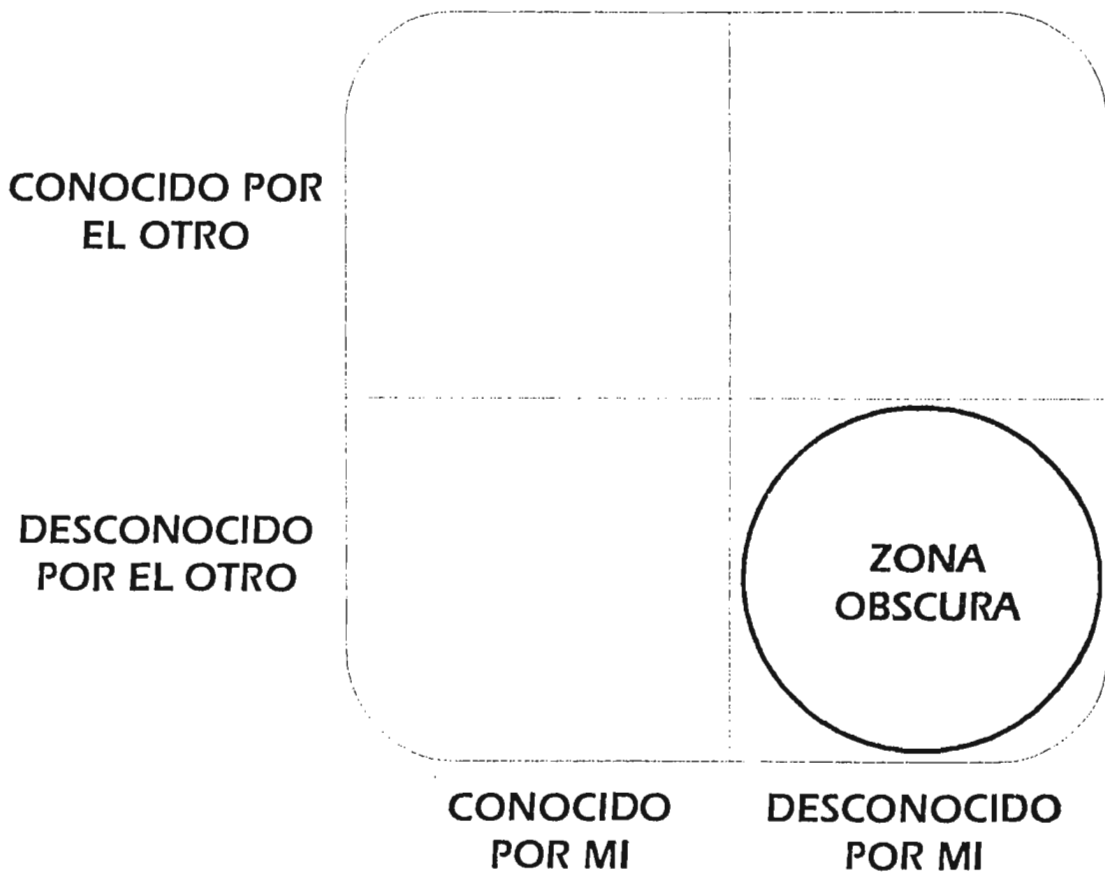 CONOCIDO POR
EL OTRO
DESCONOCIDO
POR EL OTRO
ZONA
OBSCURA
CONOCIDO
POR MI
DESCONOCIDO
POR MI